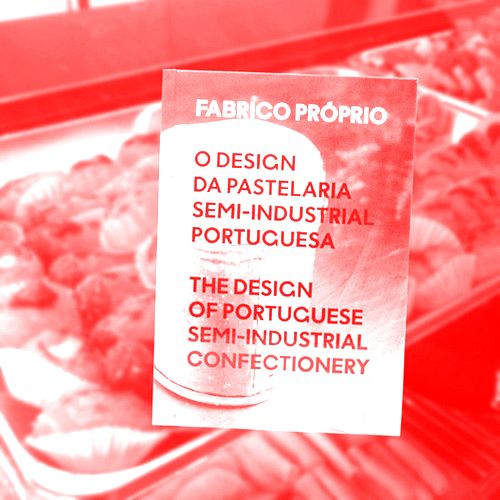 FABRICO PRÓPRIO
O DESIGN
DA PASTELARIA
SEMI-INDUSTRIAL
PORTUGUESA
THE DESIGN
OF PORTUGUESE
SEMI-INDUSTRIAL
CONFECTIONERY